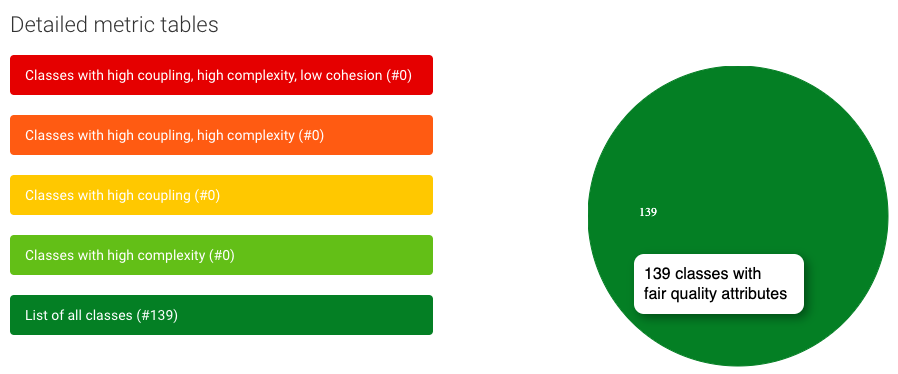 Detailed metric tables
Classes with high coupling, high complexity, low cohesion (#0)
Classes with high coupling, high complexity (#0)
Classes with high coupling (#0)
Classes with high complexity (#0)
List of all classes (#139)
139
139 classes with
fair quality attributes